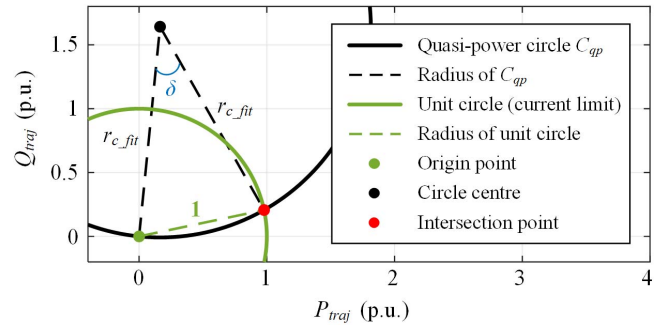 Q_traj (p.u.)
1.5
1
0.5
0
0
1
2
3
4
P_traj (p.u.)
δ
r_c_fit
r_c_fit
1
Quasi-power circle C_qp
Radius of C_qp
Unit circle (current limit)
Radius of unit circle
Origin point
Circle centre
Intersection point